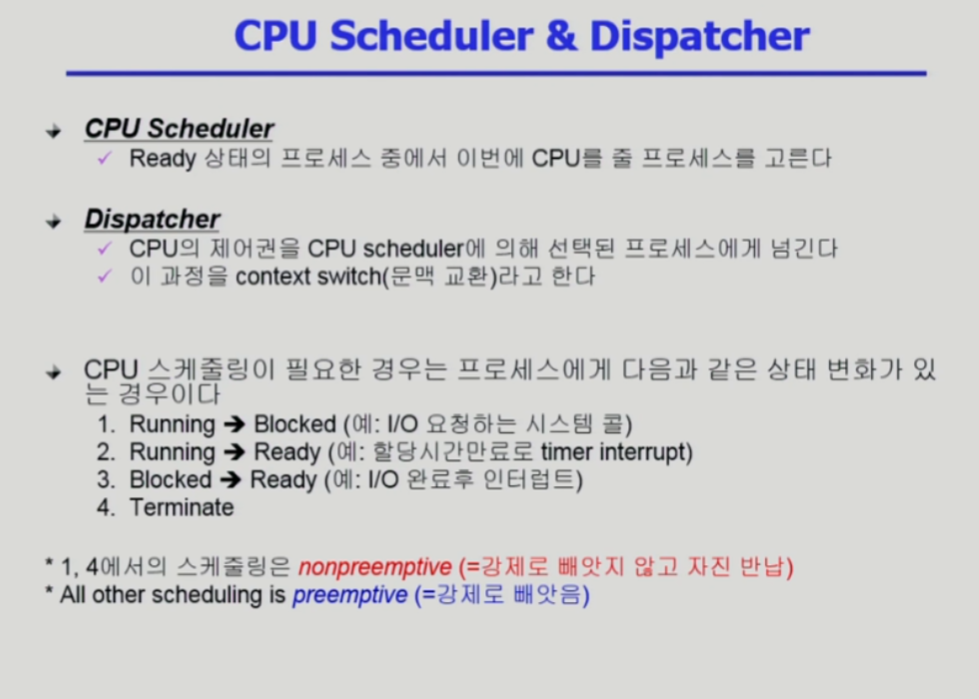 CPU Scheduler & Dispatcher
CPU Scheduler
Ready 상태의 프로세스 중에서 이번에 CPU를 줄 프로세스를 고른다
Dispatcher
CPU의 제어권을 CPU scheduler에 의해 선택된 프로세스에게 넘긴다
이 과정을 context switch(문맥 교환)라고 한다
CPU 스케줄링이 필요한 경우는 프로세스에게 다음과 같은 상태 변화가 있
는 경우이다
1. Running ➔ Blocked (예: I/O 요청하는 시스템 콜)
2. Running ➔ Ready (예: 할당시간만료로 timer interrupt)
3. Blocked ➔ Ready (예: I/O 완료후 인터럽트)
4. Terminate
* 1, 4에서의 스케줄링은 nonpreemptive (=강제로 빼앗지 않고 자진 반납)
* All other scheduling is preemptive (=강제로 빼앗음)